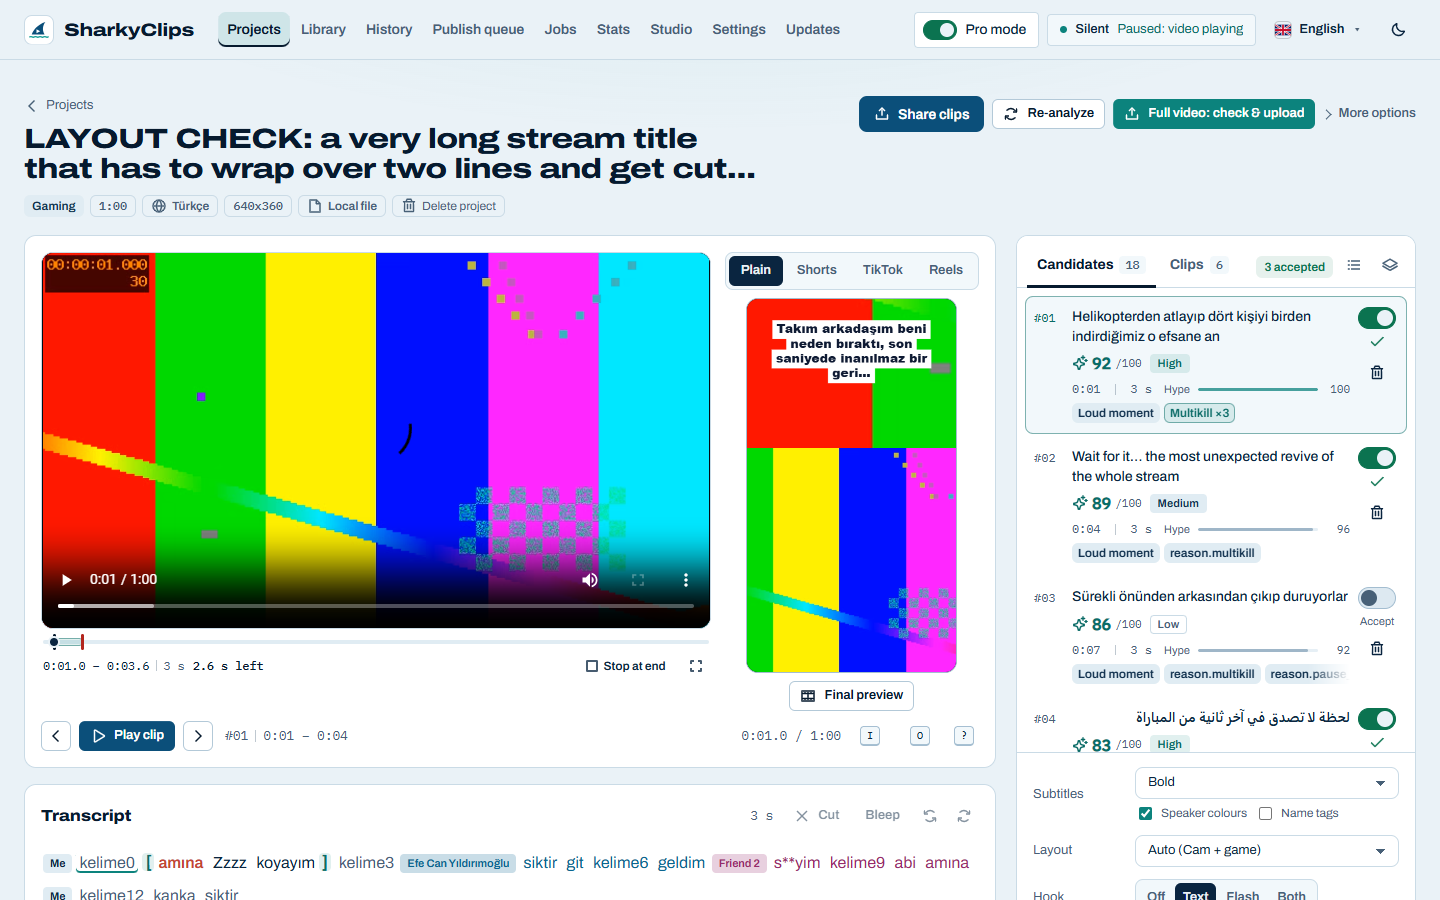 SharkyClips
Projects Library History Publish queue Jobs Stats Studio Settings Updates
Pro mode
Silent Paused: video playing
English
Projects
LAYOUT CHECK: a very long stream title
that has to wrap over two lines and get cut...
Share clips
Re-analyze
Full video: check & upload
More options
Gaming 1:00 Türkçe 640x360 Local file Delete project
00:00:01.000
30
0:01 / 1:00
0:01.0 – 0:03.6 3 s 2.6 s left
Stop at end
Plain Shorts TikTok Reels
Takım arkadaşım beni
neden bıraktı, son
saniyede inanılmaz bir
geri...
Final preview
Play clip
#01 0:01 – 0:04
0:01.0 / 1:00 I O ?
Transcript
3 s Cut Bleep
Me kelime0 [ amına Zzzz koyayım ] kelime3 Efe Can Yıldırımoğlu siktir git kelime6 geldim Friend 2 s**yim kelime9 abi amına
Me kelime12 kanka siktir
Candidates 18 Clips 6 3 accepted
#01 Helikopterden atlayıp dört kişiyi birden
indirdiğimiz o efsane an
92 /100 High
0:01 3 s Hype 100
Loud moment Multikill ×3
#02 Wait for it... the most unexpected revive of
the whole stream
89 /100 Medium
0:04 3 s Hype 96
Loud moment reason.multikill
#03 Sürekli önünden arkasından çıkıp duruyorlar
Accept
86 /100 Low
0:07 3 s Hype 92
Loud moment reason.multikill reason.pause
#04 لحظة لا تصدق في آخر ثانية من المباراة
83 /100 High
Subtitles Bold
Speaker colours Name tags
Layout Auto (Cam + game)
Hook Off Text Flash Both